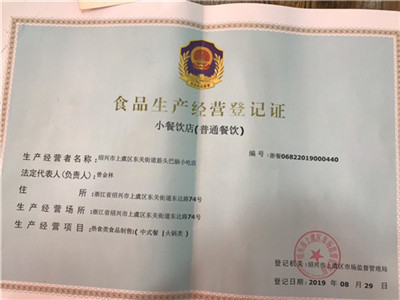 食品生产经营登记证
小餐饮店(普通餐饮)
编号:浙餐06822019000440
生产经营者名称:绍兴市上虞区东关街道筋头巴脑小吃店
法定代表人(负责人):曾金林
住所:浙江省绍兴市上虞区东关街道东达路74号
生产经营场所:浙江省绍兴市上虞区东关街道东达路74号
生产经营项目:热食类食品制售(中式餐|火锅类)
登记机关:绍兴市上虞区市场监督管理局
登记日期:2019年08月29日